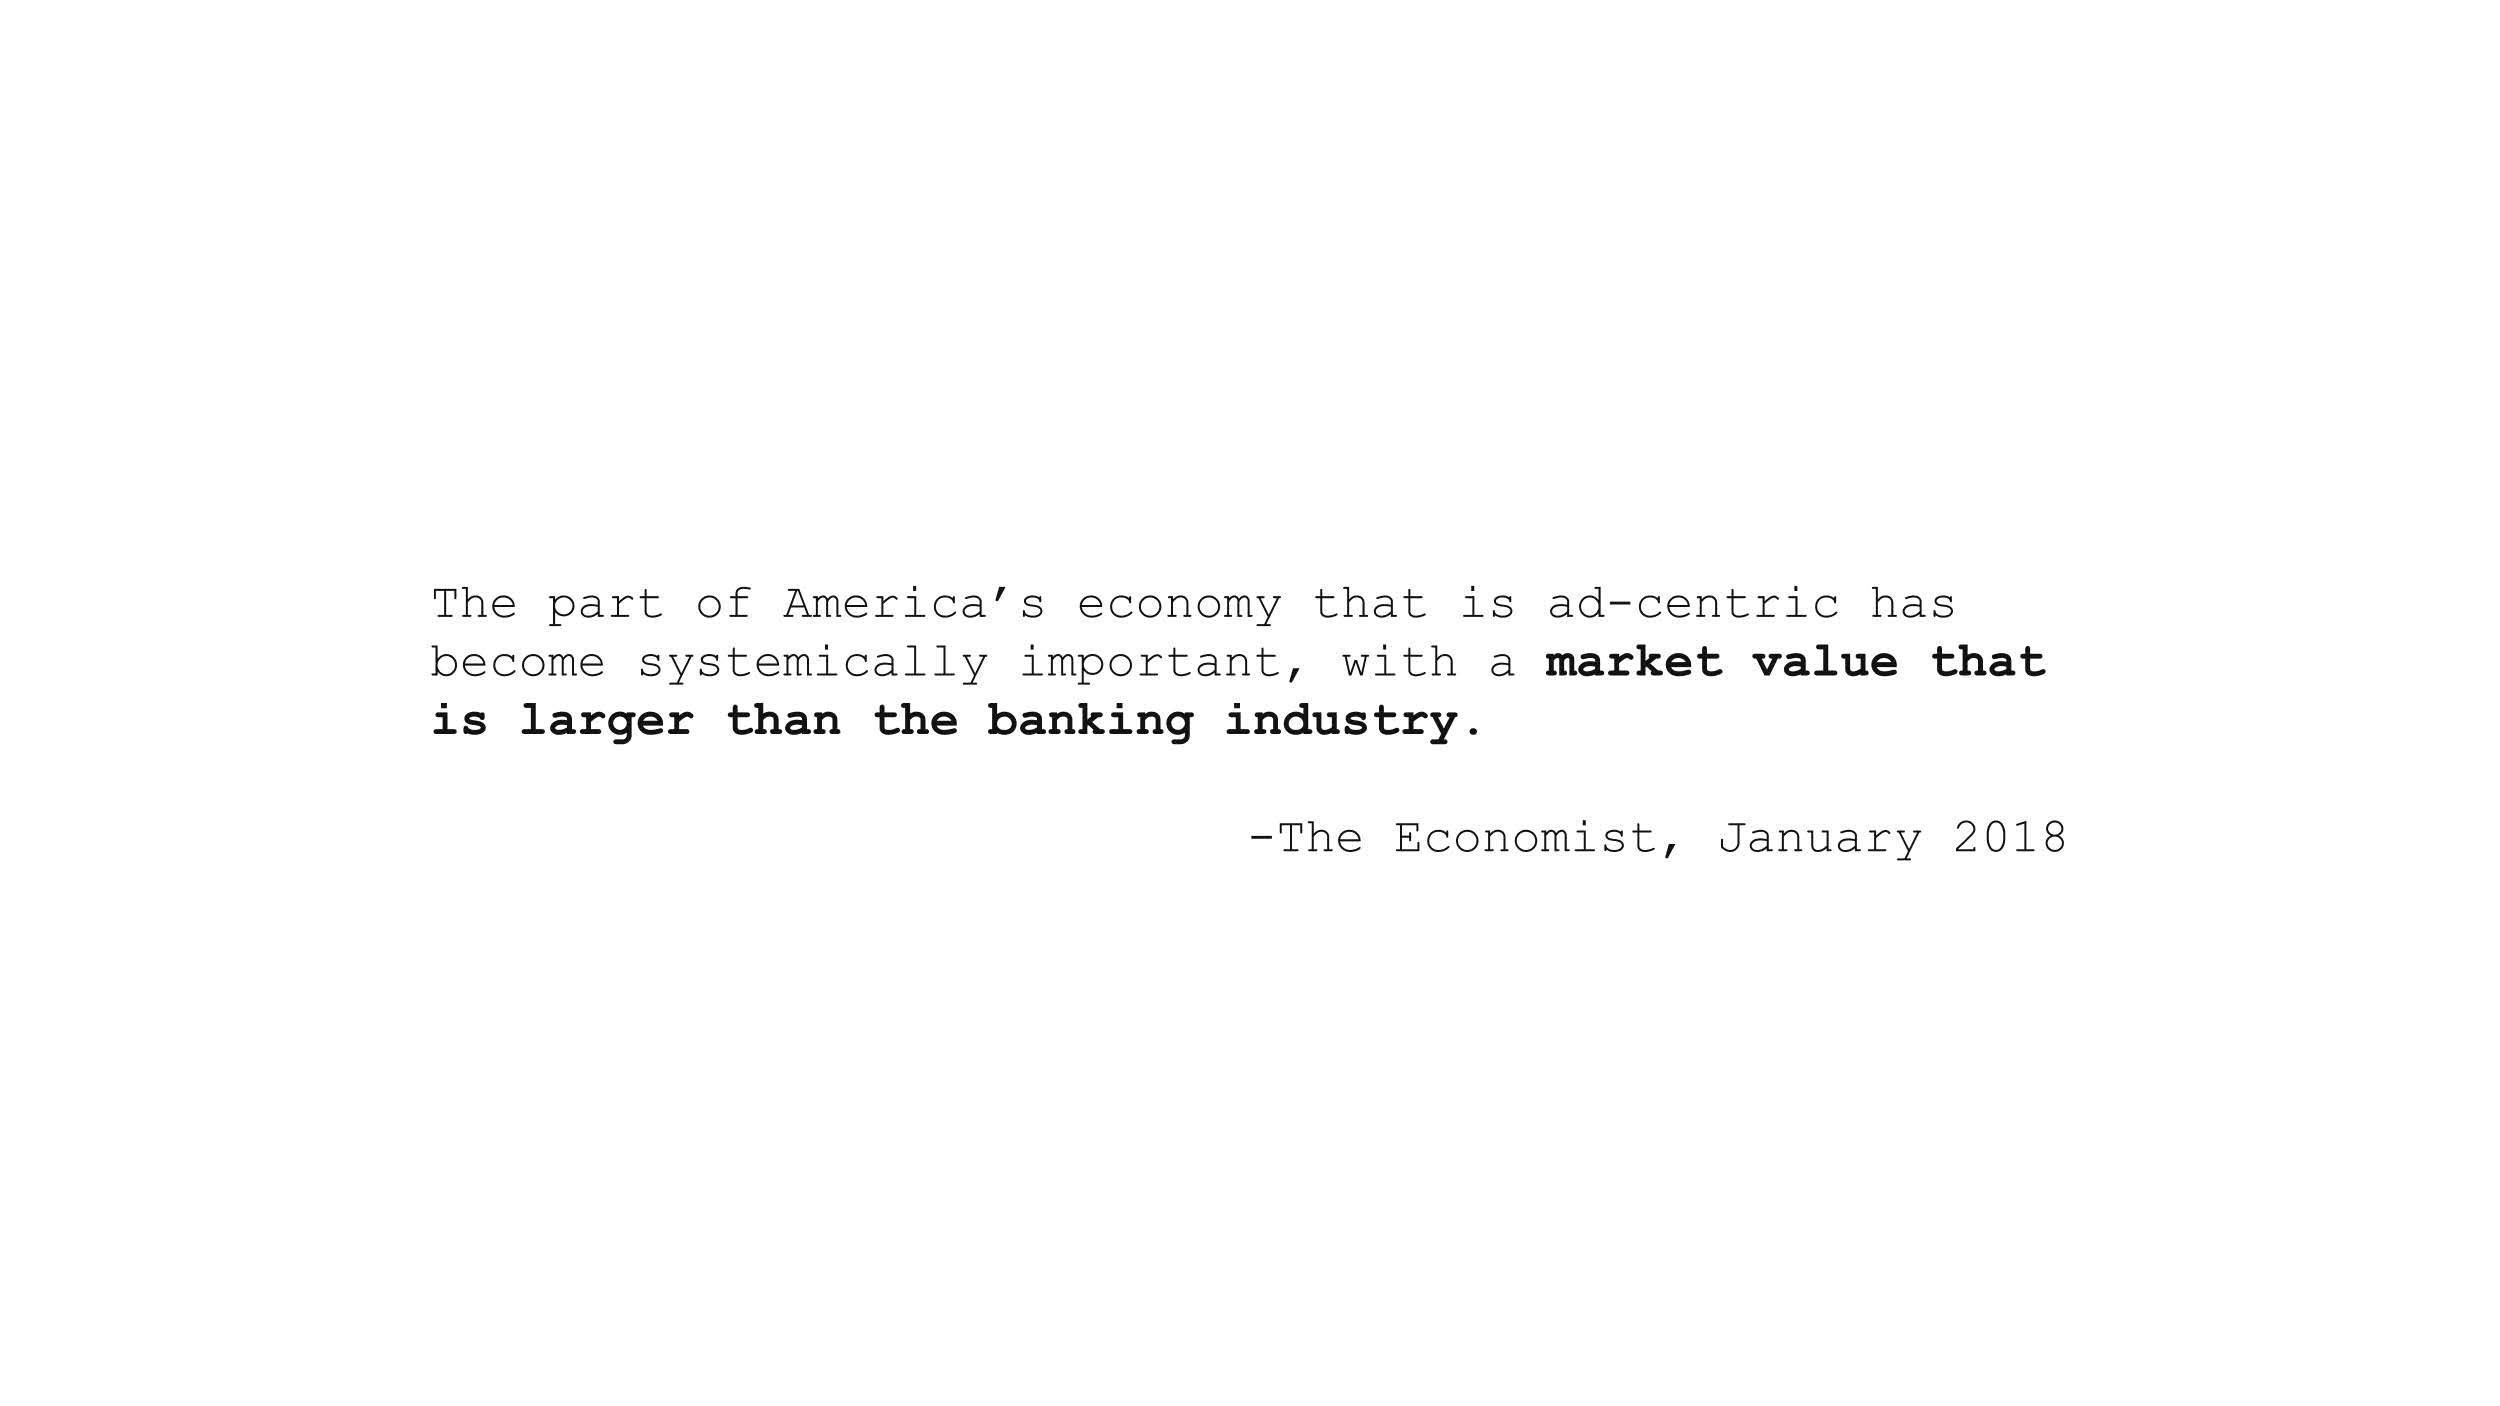 The part of America’s economy that is ad-centric has
become systemically important, with a market value that
is larger than the banking industry.
-The Economist, January 2018